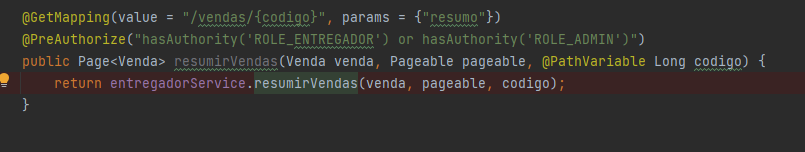 @GetMapping(value = "/vendas/{codigo}", params = {"resumo"})
@PreAuthorize("hasAuthority('ROLE_ENTREGADOR') or hasAuthority('ROLE_ADMIN')")
public Page<Venda> resumirVendas(Venda venda, Pageable pageable, @PathVariable Long codigo) {
    return entregadorService.resumirVendas(venda, pageable, codigo);
}